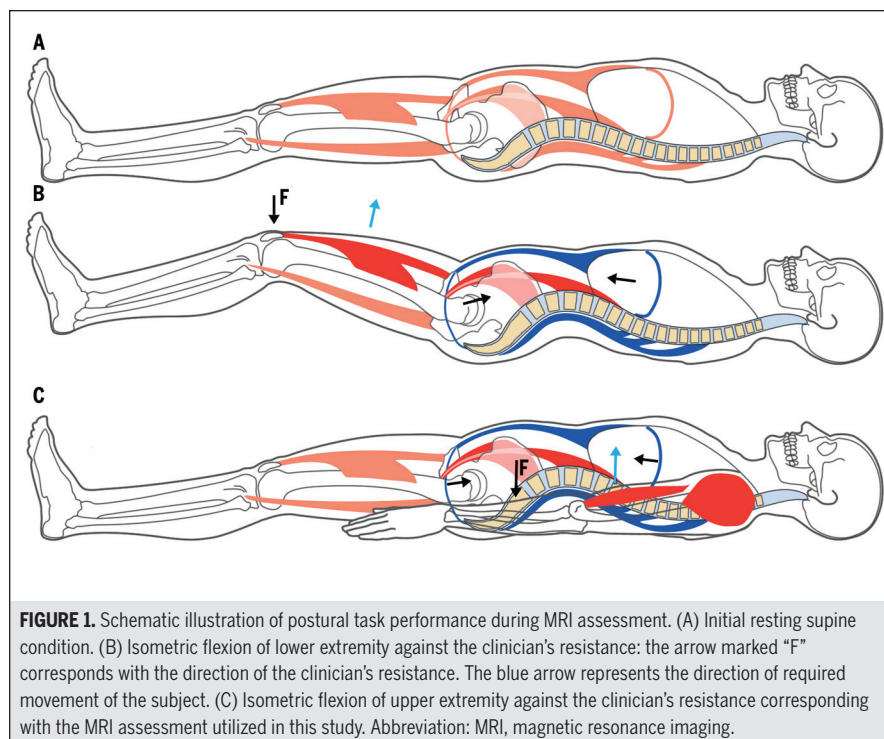 A
B
F
C
F
FIGURE 1. Schematic illustration of postural task performance during MRI assessment. (A) Initial resting supine
condition. (B) Isometric flexion of lower extremity against the clinician’s resistance: the arrow marked “F”
corresponds with the direction of the clinician’s resistance. The blue arrow represents the direction of required
movement of the subject. (C) Isometric flexion of upper extremity against the clinician’s resistance corresponding
with the MRI assessment utilized in this study. Abbreviation: MRI, magnetic resonance imaging.